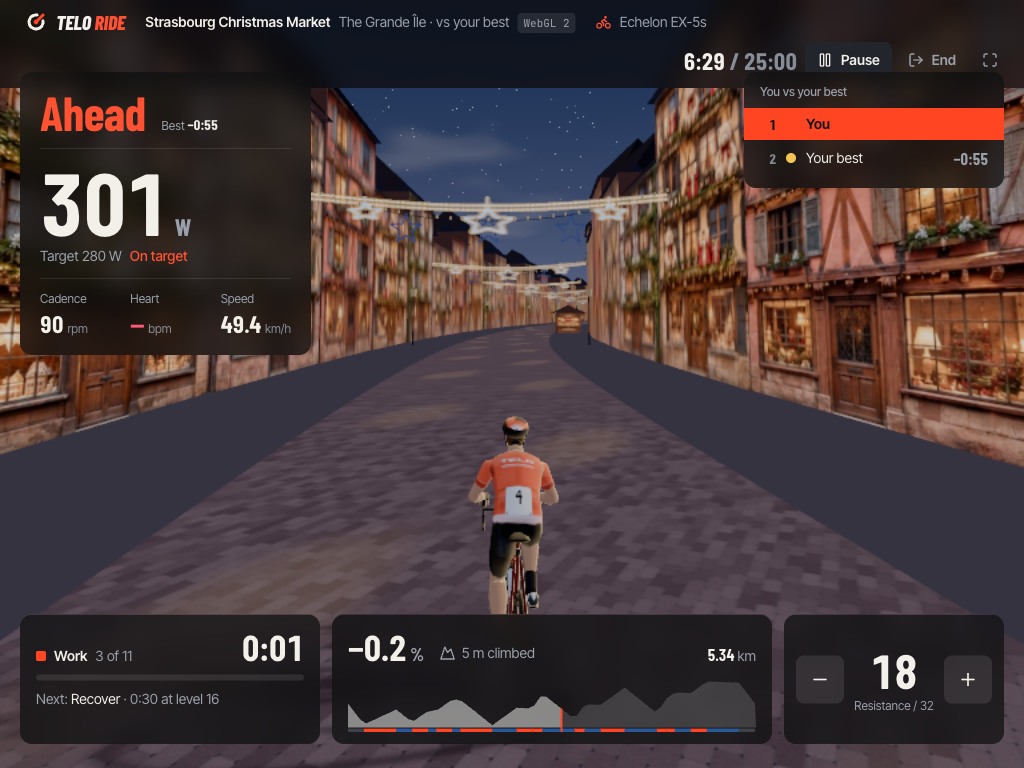 TELO RIDE Strasbourg Christmas Market The Grande Île · vs your best WebGL 2 Echelon EX-5s
6:29 / 25:00 Pause End
Ahead Best −0:55
301 W
Target 280 W On target
Cadence Heart Speed
90 rpm — bpm 49.4 km/h
You vs your best
1 You
2 Your best −0:55
TELO
4
Work 3 of 11 0:01
Next: Recover · 0:30 at level 16
−0.2 % 5 m climbed 5.34 km
− 18 +
Resistance / 32